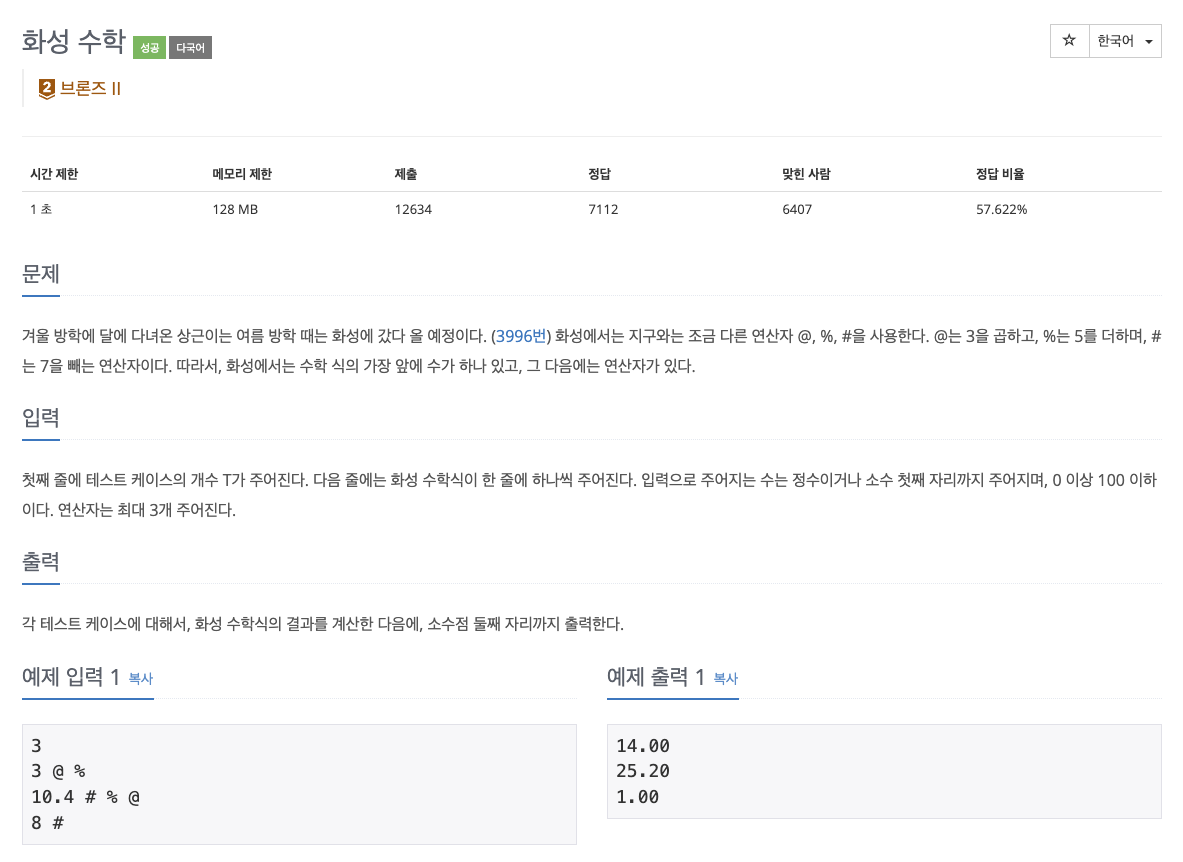 화성 수학 성공 다국어
☆ 한국어
2 브론즈 II
시간 제한 메모리 제한 제출 정답 맞힌 사람 정답 비율
1 초 128 MB 12634 7112 6407 57.622%
문제
겨울 방학에 달에 다녀온 상근이는 여름 방학 때는 화성에 갔다 올 예정이다. (3996번) 화성에서는 지구와는 조금 다른 연산자 @, %, #을 사용한다. @는 3을 곱하고, %는 5를 더하며, #
는 7을 빼는 연산자이다. 따라서, 화성에서는 수학 식의 가장 앞에 수가 하나 있고, 그 다음에는 연산자가 있다.
입력
첫째 줄에 테스트 케이스의 개수 T가 주어진다. 다음 줄에는 화성 수학식이 한 줄에 하나씩 주어진다. 입력으로 주어지는 수는 정수이거나 소수 첫째 자리까지 주어지며, 0 이상 100 이하
이다. 연산자는 최대 3개 주어진다.
출력
각 테스트 케이스에 대해서, 화성 수학식의 결과를 계산한 다음에, 소수점 둘째 자리까지 출력한다.
예제 입력 1 복사
3
3 @ %
10.4 # % @
8 #
예제 출력 1 복사
14.00
25.20
1.00